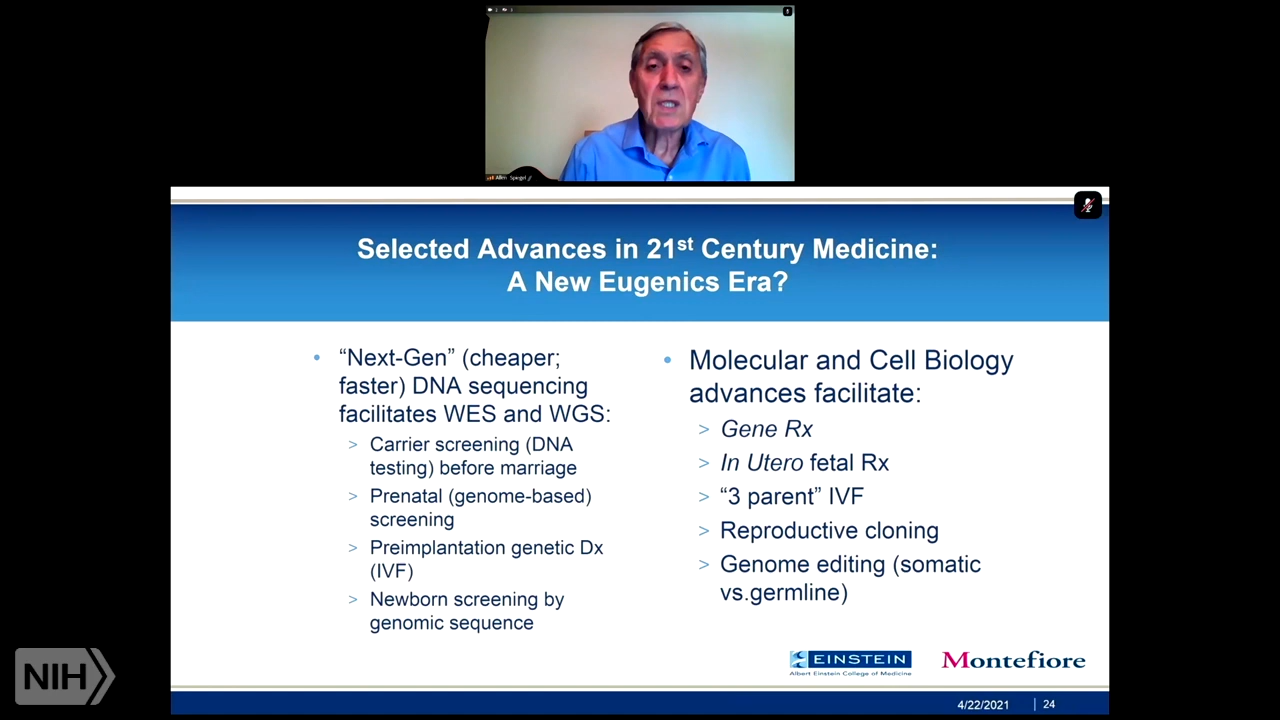 Allen Spiegel
Selected Advances in 21st Century Medicine:
A New Eugenics Era?
• “Next-Gen” (cheaper;
faster) DNA sequencing
facilitates WES and WGS:
> Carrier screening (DNA
testing) before marriage
> Prenatal (genome-based)
screening
> Preimplantation genetic Dx
(IVF)
> Newborn screening by
genomic sequence
• Molecular and Cell Biology
advances facilitate:
> Gene Rx
> In Utero fetal Rx
> “3 parent” IVF
> Reproductive cloning
> Genome editing (somatic
vs.germline)
EINSTEIN
Albert Einstein College of Medicine
Montefiore
NIH
4/22/2021 | 24